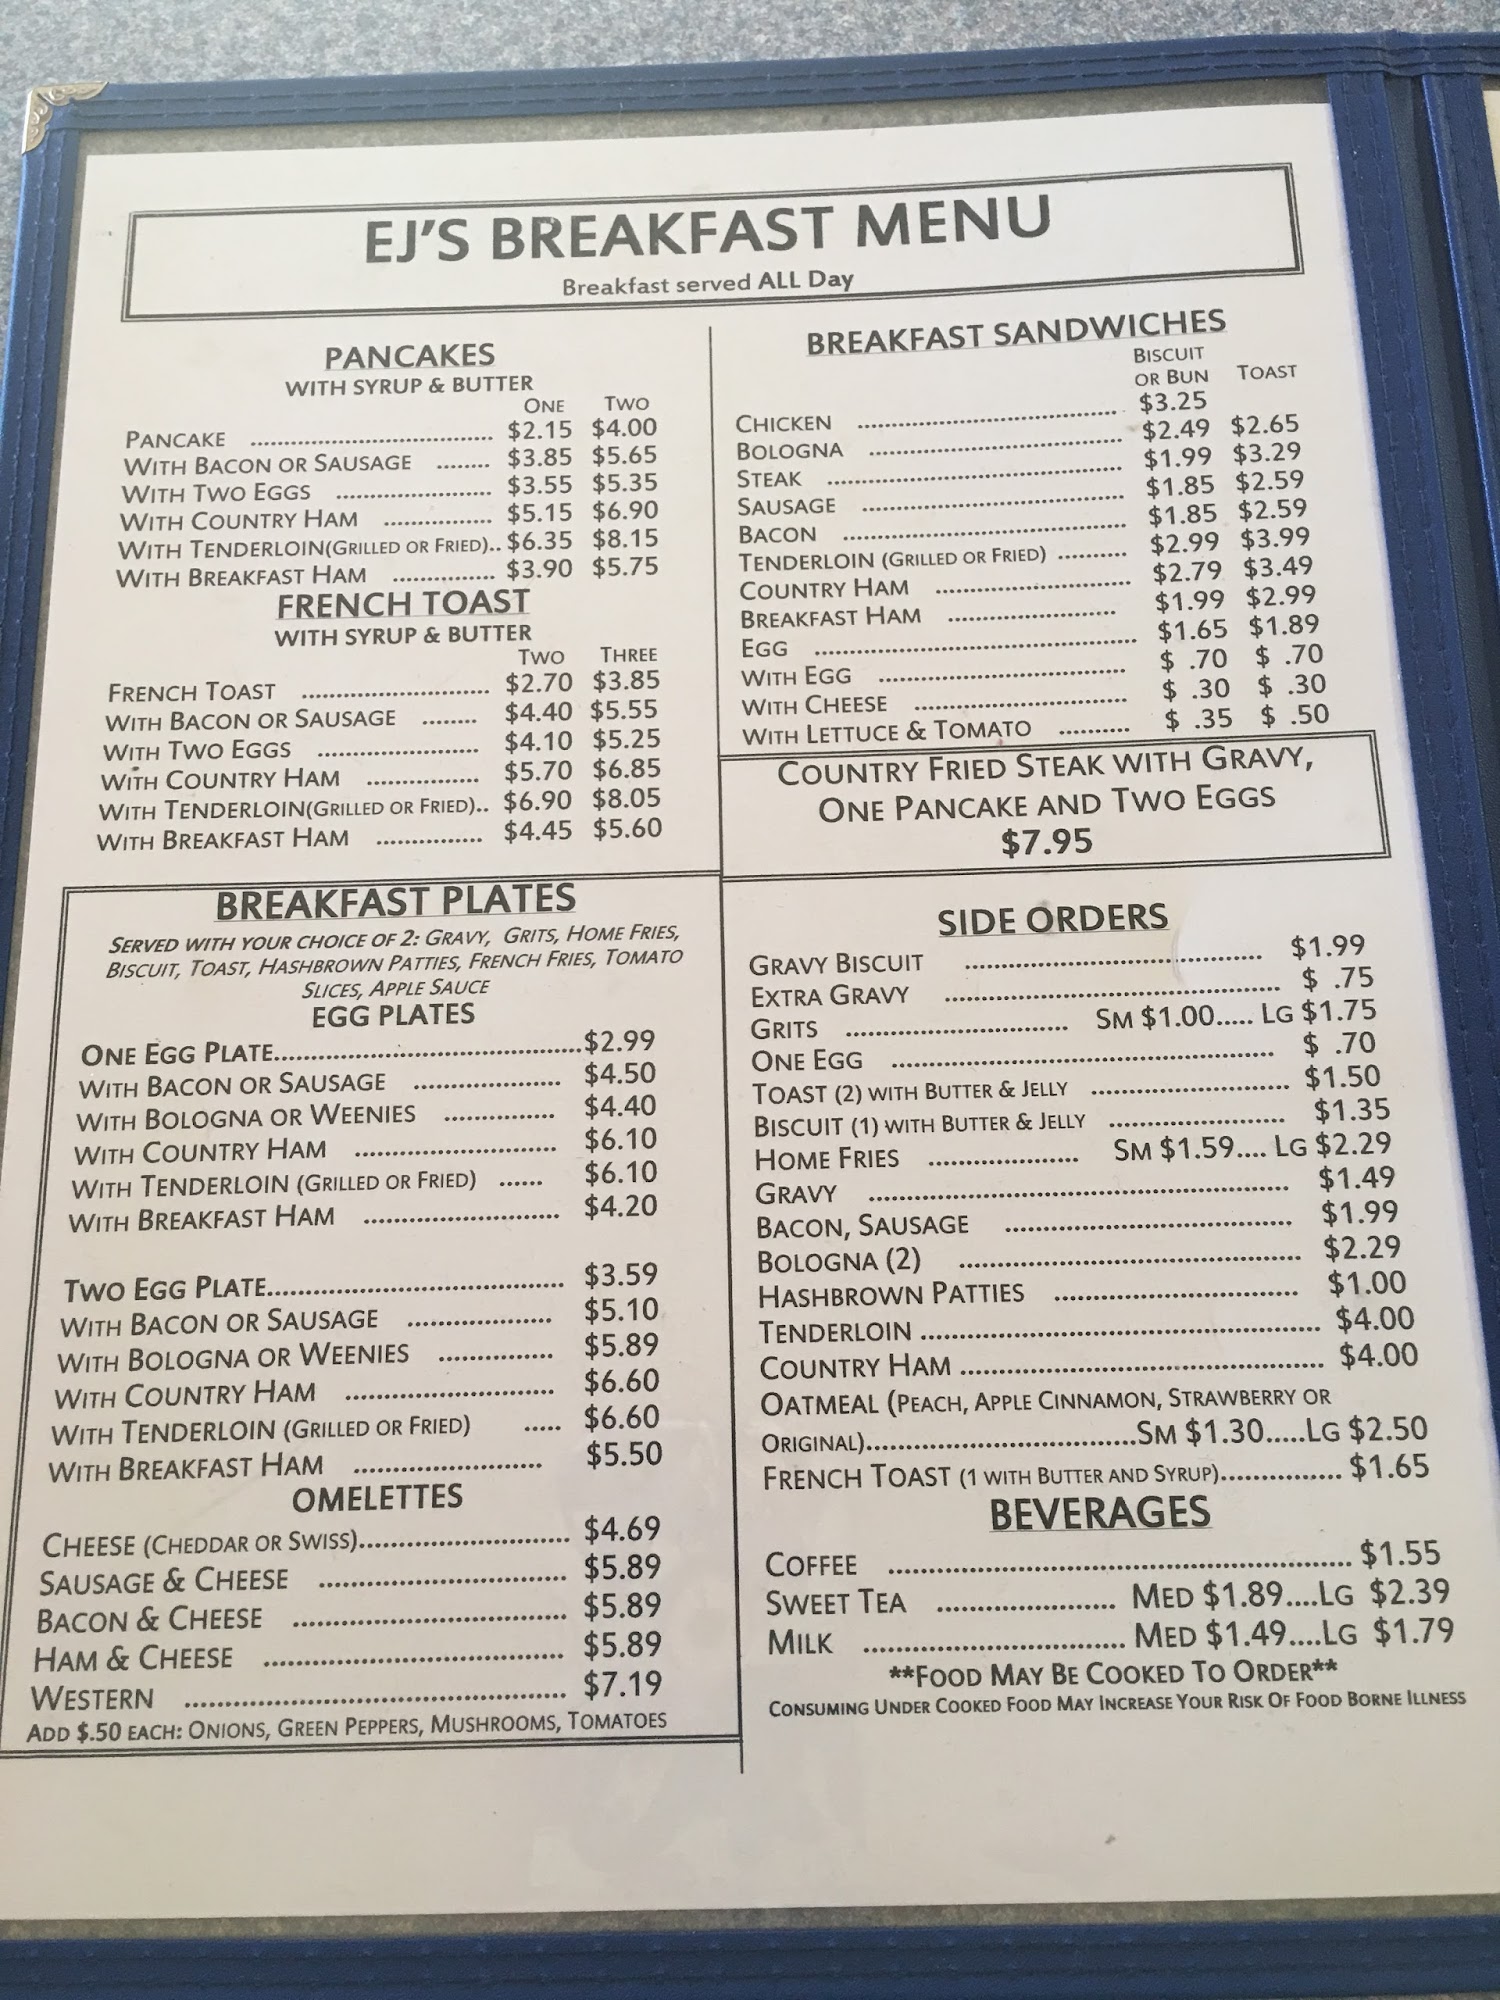 EJ'S BREAKFAST MENU
Breakfast served ALL Day
PANCAKES
WITH SYRUP & BUTTER
ONE TWO
PANCAKE .......... $2.15 $4.00
WITH BACON OR SAUSAGE ........ $3.85 $5.65
WITH TWO EGGS .......... $3.55 $5.35
WITH COUNTRY HAM .......... $5.15 $6.90
WITH TENDERLOIN(GRILLED OR FRIED).. $6.35 $8.15
WITH BREAKFAST HAM .......... $3.90 $5.75
FRENCH TOAST
WITH SYRUP & BUTTER
TWO THREE
FRENCH TOAST .......... $2.70 $3.85
WITH BACON OR SAUSAGE ........ $4.40 $5.55
WITH TWO EGGS .......... $4.10 $5.25
WITH COUNTRY HAM .......... $5.70 $6.85
WITH TENDERLOIN(GRILLED OR FRIED).. $6.90 $8.05
WITH BREAKFAST HAM .......... $4.45 $5.60
BREAKFAST PLATES
SERVED WITH YOUR CHOICE OF 2: GRAVY, GRITS, HOME FRIES,
BISCUIT, TOAST, HASHBROWN PATTIES, FRENCH FRIES, TOMATO
SLICES, APPLE SAUCE
EGG PLATES
ONE EGG PLATE.......... $2.99
WITH BACON OR SAUSAGE .......... $4.50
WITH BOLOGNA OR WEENIES .......... $4.40
WITH COUNTRY HAM .......... $6.10
WITH TENDERLOIN (GRILLED OR FRIED) ...... $6.10
WITH BREAKFAST HAM .......... $4.20
TWO EGG PLATE.......... $3.59
WITH BACON OR SAUSAGE .......... $5.10
WITH BOLOGNA OR WEENIES .......... $5.89
WITH COUNTRY HAM .......... $6.60
WITH TENDERLOIN (GRILLED OR FRIED) ..... $6.60
WITH BREAKFAST HAM .......... $5.50
OMELETTES
CHEESE (CHEDDAR OR SWISS).......... $4.69
SAUSAGE & CHEESE .......... $5.89
BACON & CHEESE .......... $5.89
HAM & CHEESE .......... $5.89
WESTERN .......... $7.19
ADD $.50 EACH: ONIONS, GREEN PEPPERS, MUSHROOMS, TOMATOES
BREAKFAST SANDWICHES
BISCUIT
OR BUN TOAST
CHICKEN .......... $3.25
BOLOGNA .......... $2.49 $2.65
STEAK .......... $1.99 $3.29
SAUSAGE .......... $1.85 $2.59
BACON .......... $1.85 $2.59
TENDERLOIN (GRILLED OR FRIED) .......... $2.99 $3.99
COUNTRY HAM .......... $2.79 $3.49
BREAKFAST HAM .......... $1.99 $2.99
EGG .......... $1.65 $1.89
WITH EGG .......... $ .70 $ .70
WITH CHEESE .......... $ .30 $ .30
WITH LETTUCE & TOMATO .......... $ .35 $ .50
COUNTRY FRIED STEAK WITH GRAVY,
ONE PANCAKE AND TWO EGGS
$7.95
SIDE ORDERS
GRAVY BISCUIT .......... $1.99
EXTRA GRAVY .......... $ .75
GRITS .......... SM $1.00..... LG $1.75
ONE EGG .......... $ .70
TOAST (2) WITH BUTTER & JELLY .......... $1.50
BISCUIT (1) WITH BUTTER & JELLY .......... $1.35
HOME FRIES .......... SM $1.59.... LG $2.29
GRAVY .......... $1.49
BACON, SAUSAGE .......... $1.99
BOLOGNA (2) .......... $2.29
HASHBROWN PATTIES .......... $1.00
TENDERLOIN .......... $4.00
COUNTRY HAM .......... $4.00
OATMEAL (PEACH, APPLE CINNAMON, STRAWBERRY OR
ORIGINAL)..........SM $1.30.....LG $2.50
FRENCH TOAST (1 WITH BUTTER AND SYRUP).......... $1.65
BEVERAGES
COFFEE .......... $1.55
SWEET TEA .......... MED $1.89....LG $2.39
MILK .......... MED $1.49....LG $1.79
**FOOD MAY BE COOKED TO ORDER**
CONSUMING UNDER COOKED FOOD MAY INCREASE YOUR RISK OF FOOD BORNE ILLNESS